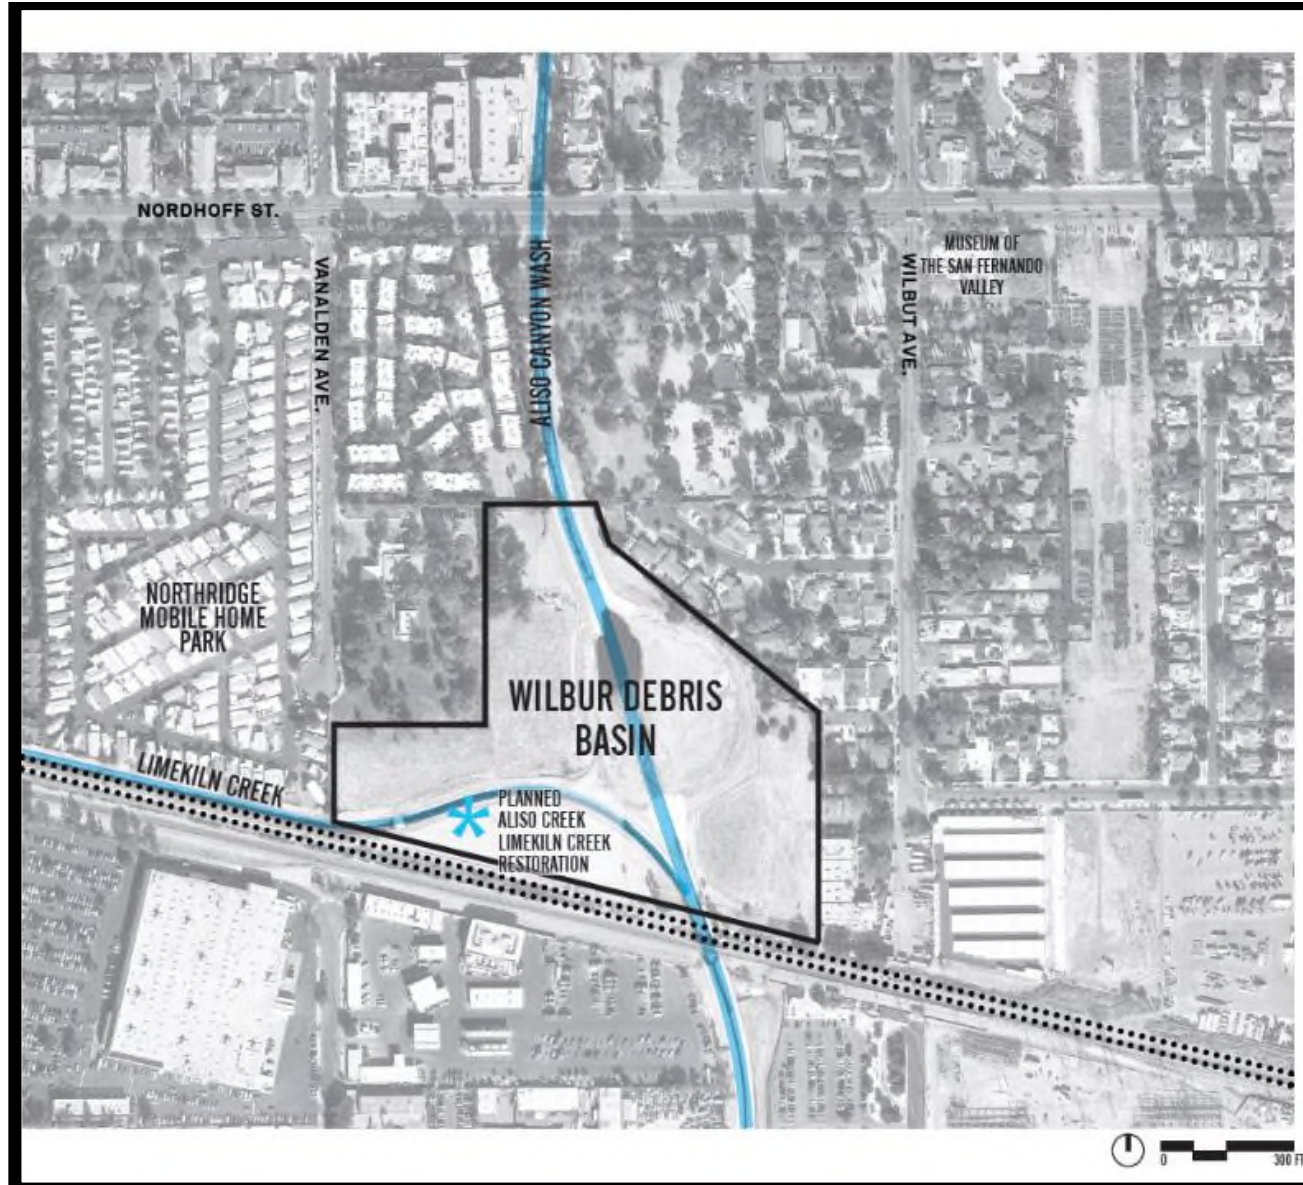 NORDHOFF ST.
VANALDEN AVE.
ALISO CANYON WASH
WILBUT AVE.
MUSEUM OF
THE SAN FERNANDO
VALLEY
NORTHRIDGE
MOBILE HOME
PARK
WILBUR DEBRIS
BASIN
LIMEKILN CREEK
PLANNED
ALISO CREEK
LIMEKILN CREEK
RESTORATION
0 300 FT